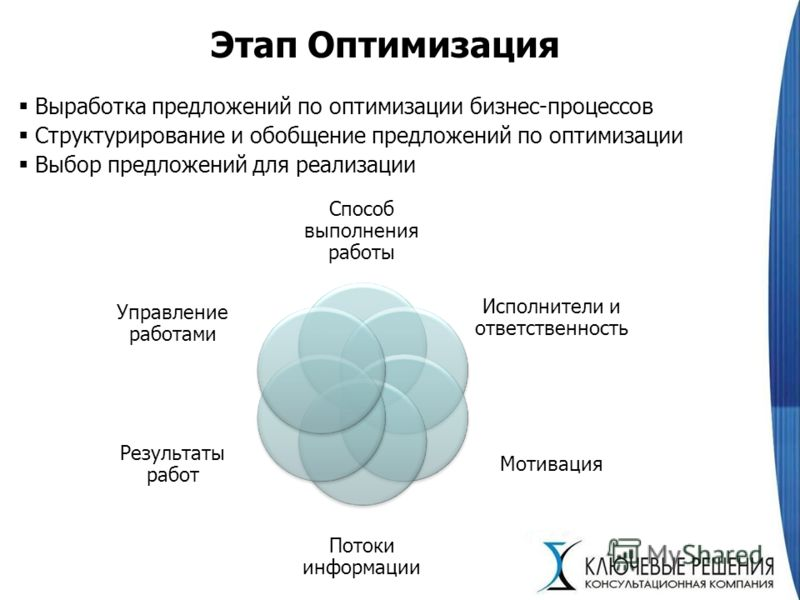 Этап Оптимизация
▪ Выработка предложений по оптимизации бизнес-процессов
▪ Структурирование и обобщение предложений по оптимизации
▪ Выбор предложений для реализации
Способ
выполнения
работы
Исполнители и
ответственность
Мотивация
Потоки
информации
Результаты
работ
Управление
работами
MyShared
КЛЮЧЕВЫЕ РЕШЕНИЯ
КОНСУЛЬТАЦИОННАЯ КОМПАНИЯ